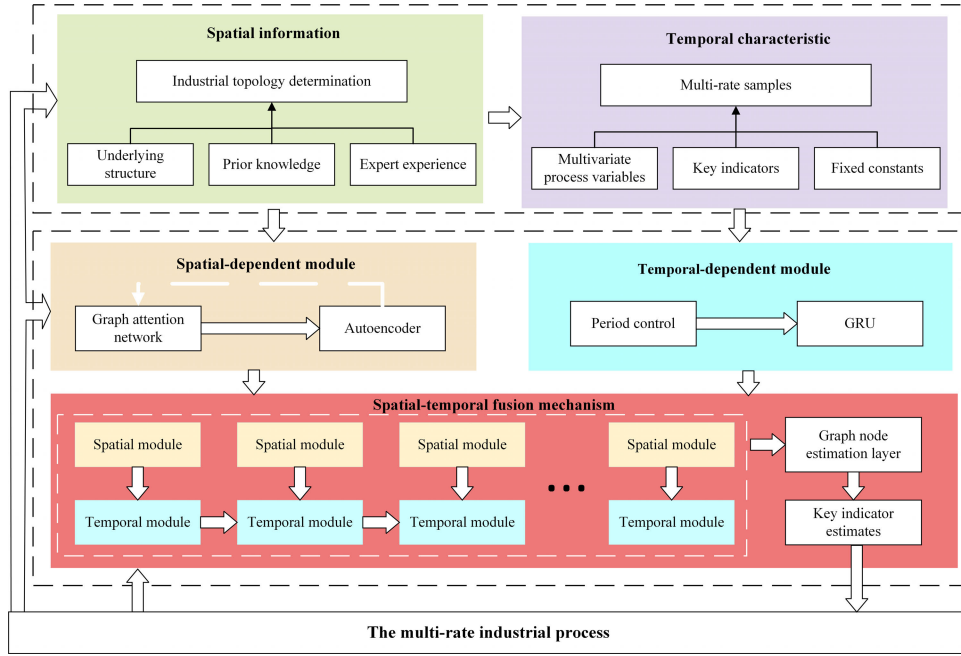 Spatial information
Industrial topology determination
Underlying
structure
Prior knowledge
Expert experience
Temporal characteristic
Multi-rate samples
Multivariate
process variables
Key indicators
Fixed constants
Spatial-dependent module
Graph attention
network
Autoencoder
Temporal-dependent module
Period control
GRU
Spatial-temporal fusion mechanism
Spatial module
Spatial module
Spatial module
Spatial module
Temporal module
Temporal module
Temporal module
Temporal module
Graph node
estimation layer
Key indicator
estimates
The multi-rate industrial process